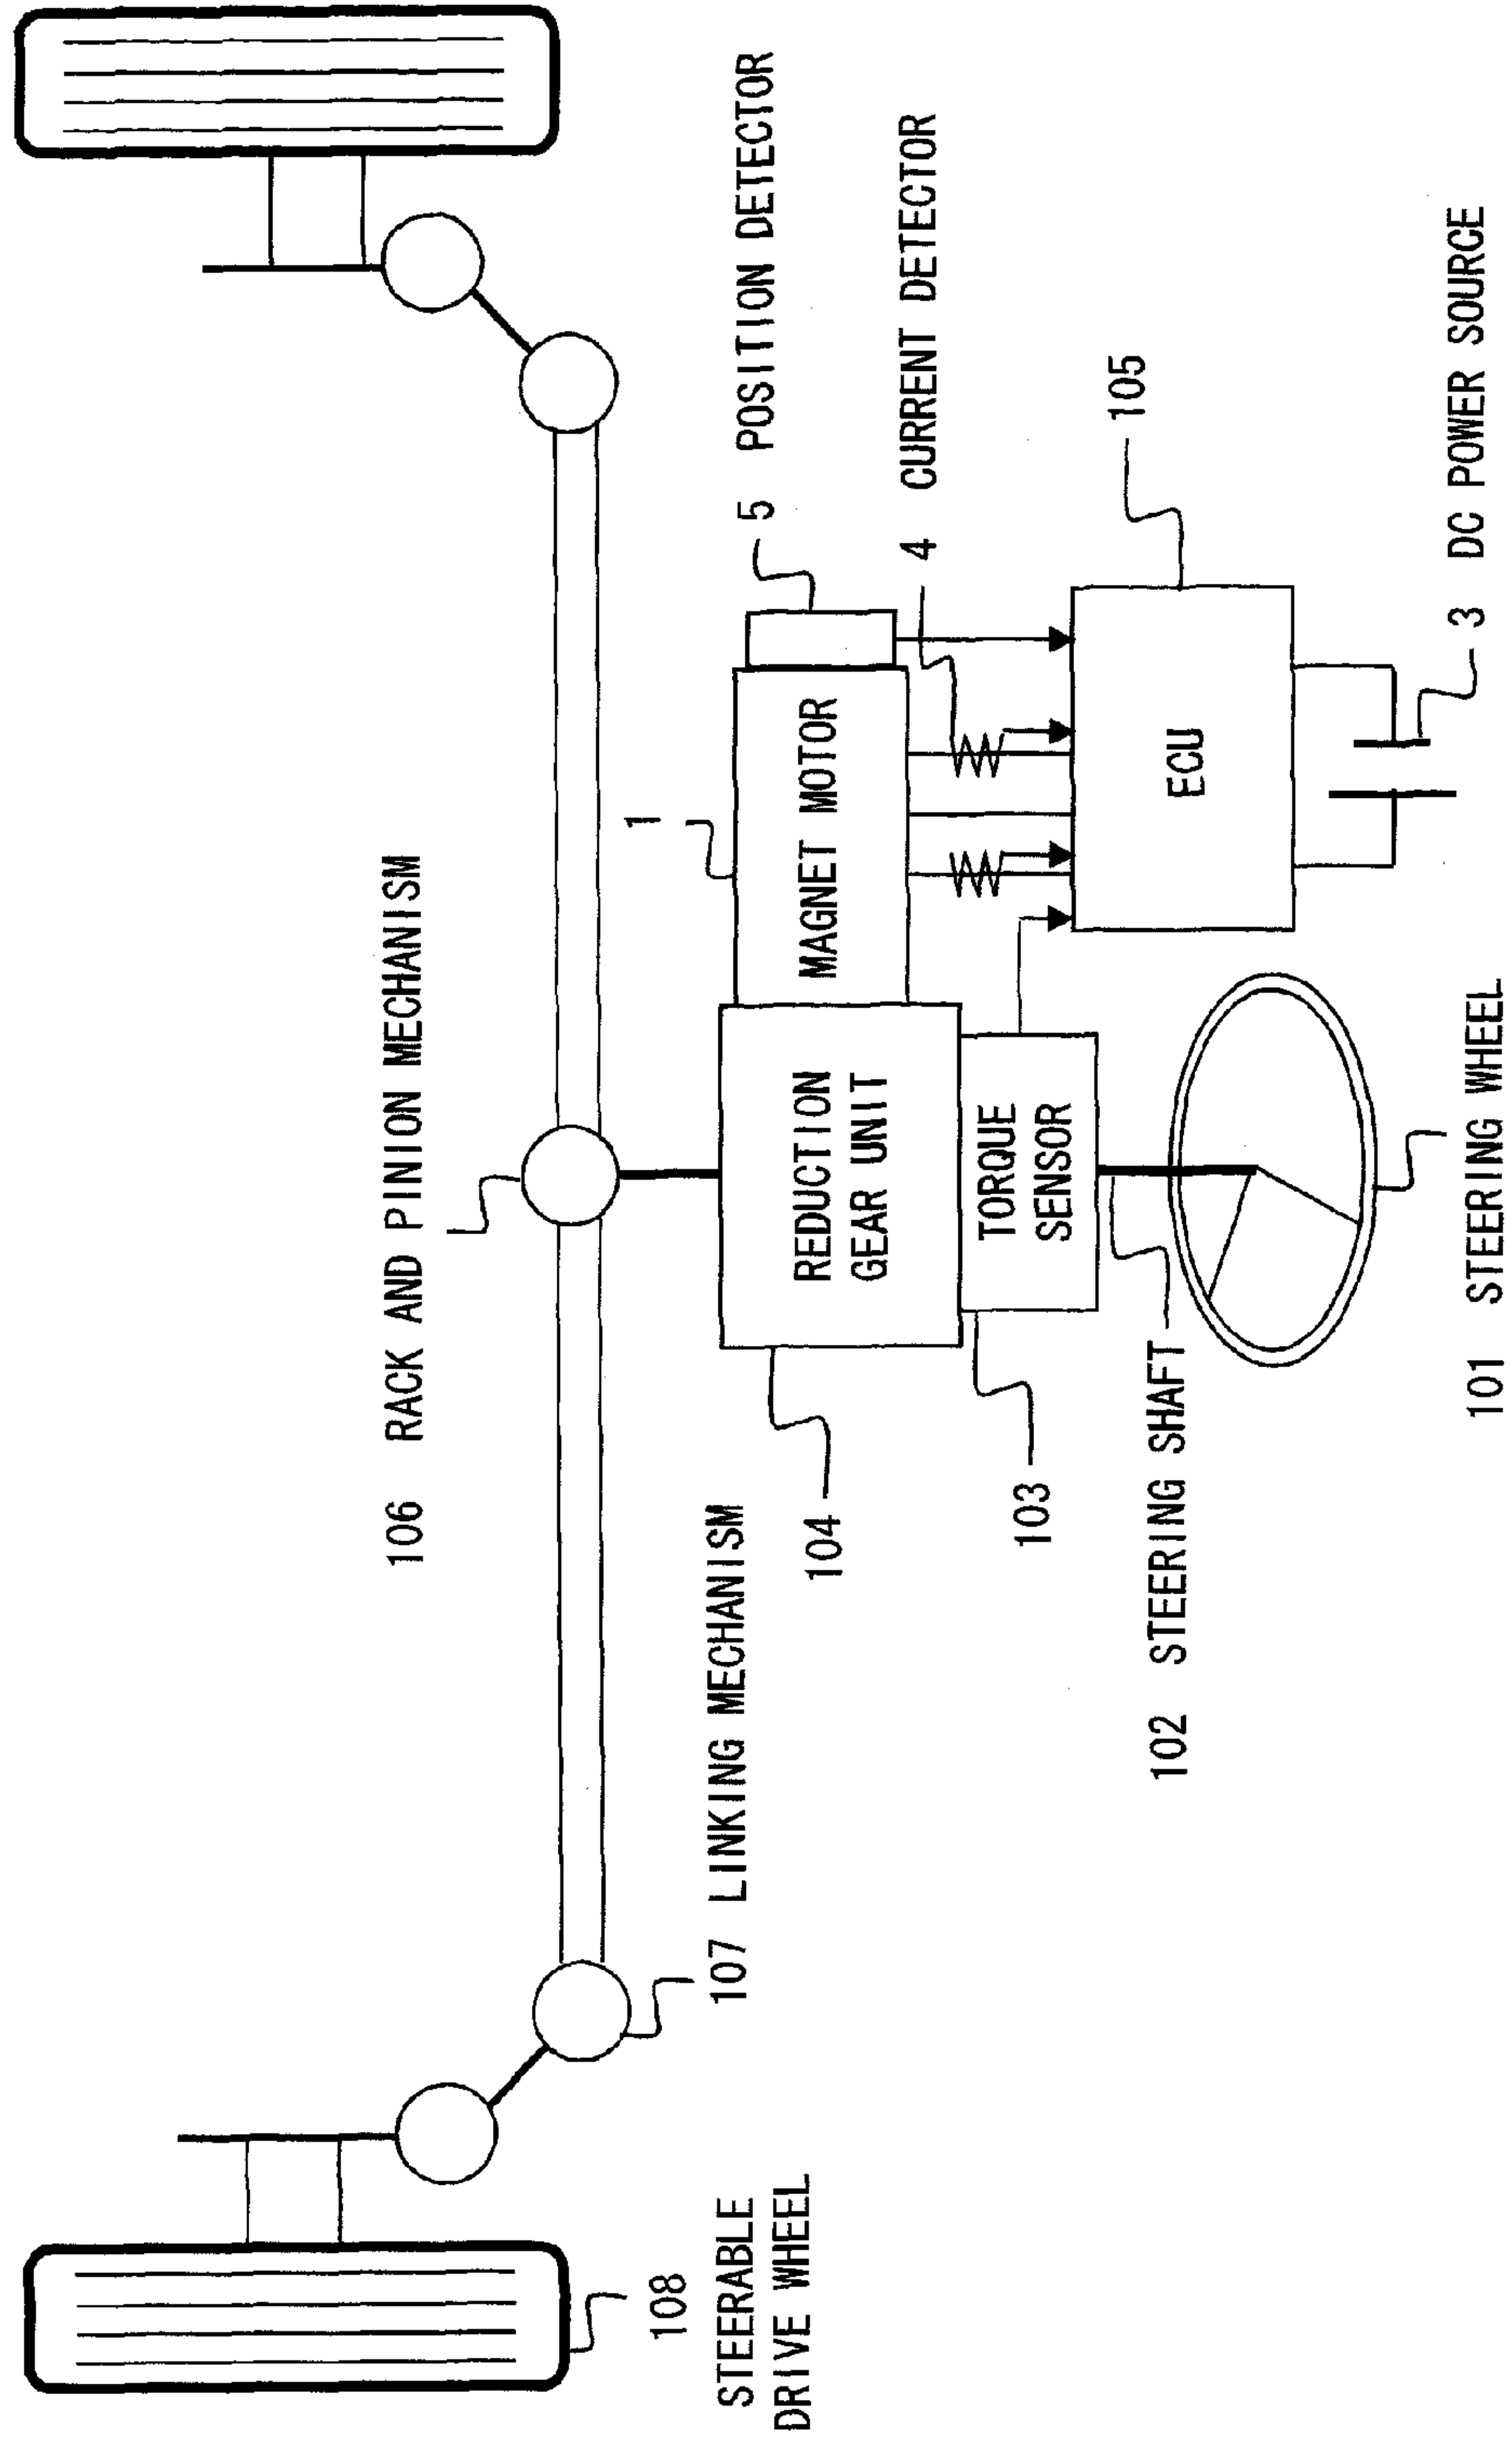 106 RACK AND PINION MECHANISM
1
5 POSITION DETECTOR
107 LINKING MECHANISM
108
STEERABLE
DRIVE WHEEL
104
REDUCTION
GEAR UNIT
MAGNET MOTOR
4 CURRENT DETECTOR
103
TORQUE
SENSOR
105
ECU
102 STEERING SHAFT
3 DC POWER SOURCE
101 STEERING WHEEL